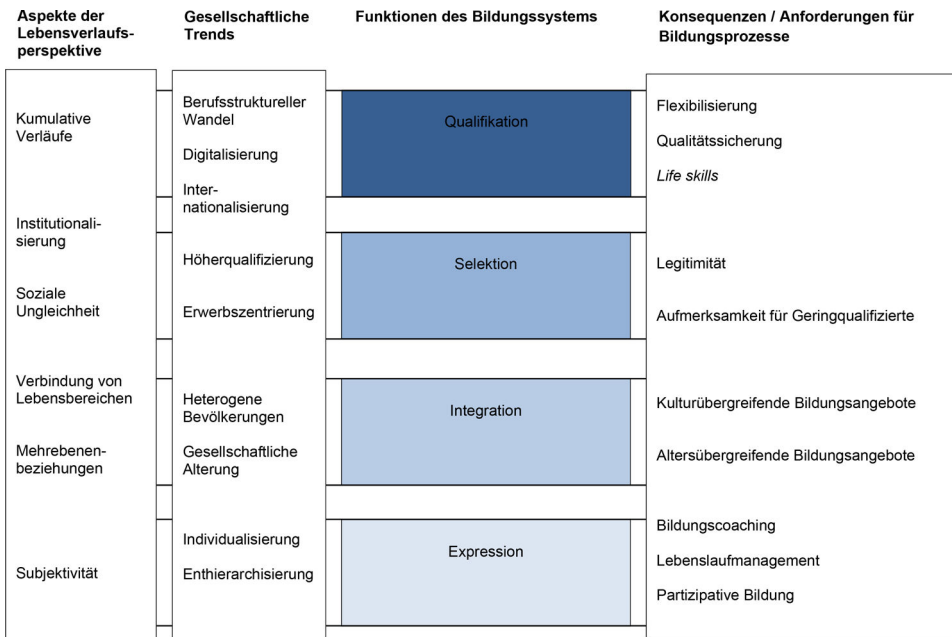 Aspekte der
Lebensverlaufs-
perspektive
Gesellschaftliche
Trends
Funktionen des Bildungssystems
Konsequenzen / Anforderungen für
Bildungsprozesse
Kumulative
Verläufe
Institutionali-
sierung
Soziale
Ungleichheit
Verbindung von
Lebensbereichen
Mehrebenen-
beziehungen
Subjektivität
Berufsstruktureller
Wandel
Digitalisierung
Inter-
nationalisierung
Höherqualifizierung
Erwerbszentrierung
Heterogene
Bevölkerungen
Gesellschaftliche
Alterung
Individualisierung
Enthierarchisierung
Qualifikation
Selektion
Integration
Expression
Flexibilisierung
Qualitätssicherung
Life skills
Legitimität
Aufmerksamkeit für Geringqualifizierte
Kulturübergreifende Bildungsangebote
Altersübergreifende Bildungsangebote
Bildungscoaching
Lebenslaufmanagement
Partizipative Bildung